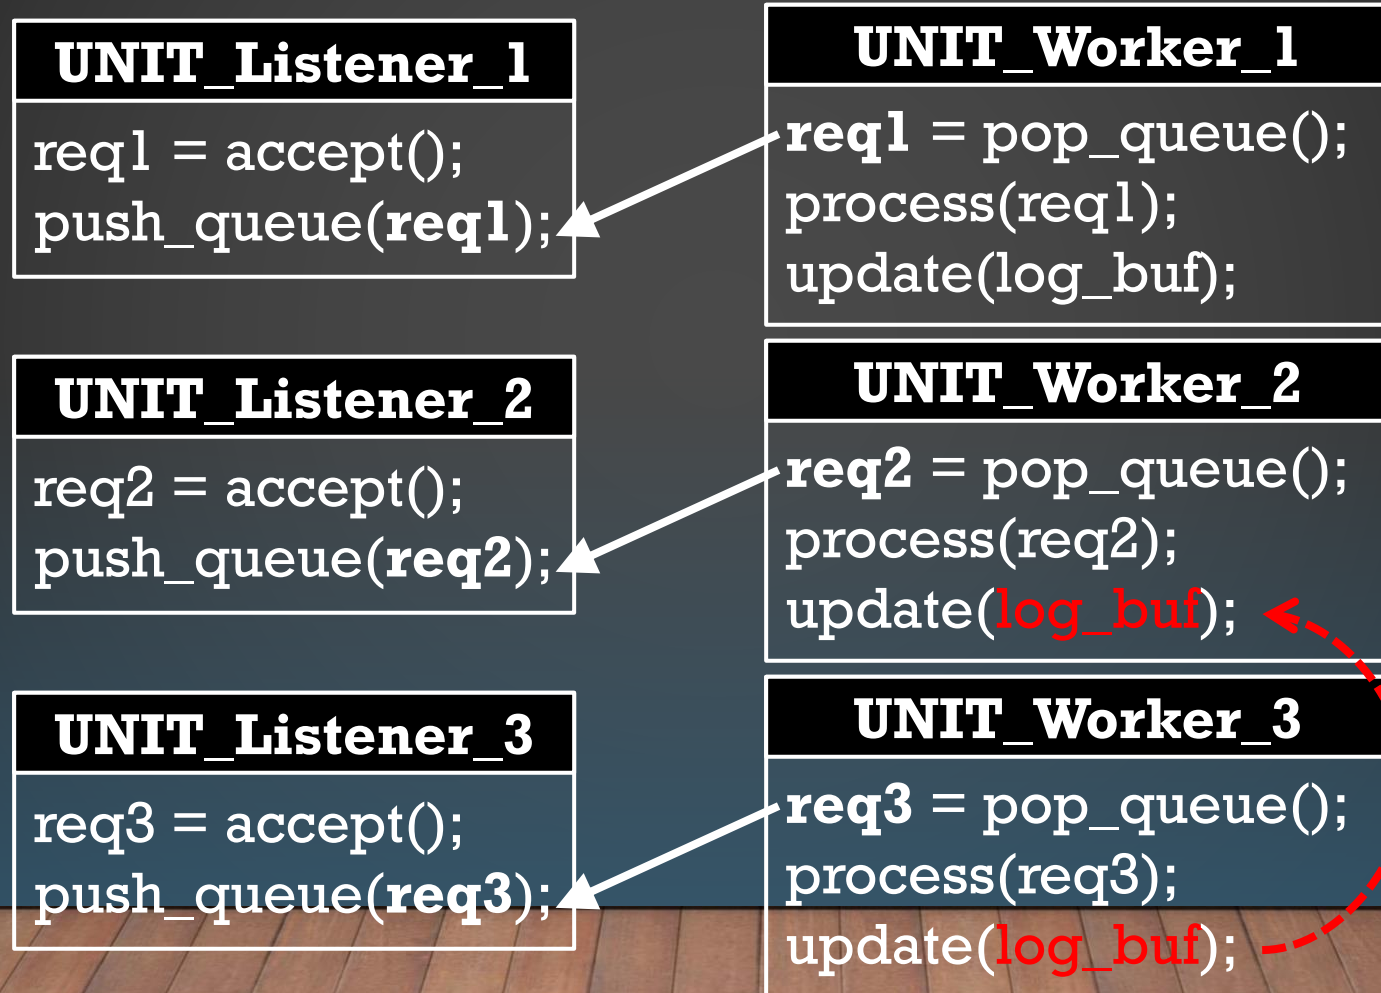 UNIT_Listener_1
req1 = accept();
push_queue(req1);
UNIT_Worker_1
req1 = pop_queue();
process(req1);
update(log_buf);
UNIT_Listener_2
req2 = accept();
push_queue(req2);
UNIT_Worker_2
req2 = pop_queue();
process(req2);
update(log_buf);
UNIT_Listener_3
req3 = accept();
push_queue(req3);
UNIT_Worker_3
req3 = pop_queue();
process(req3);
update(log_buf);